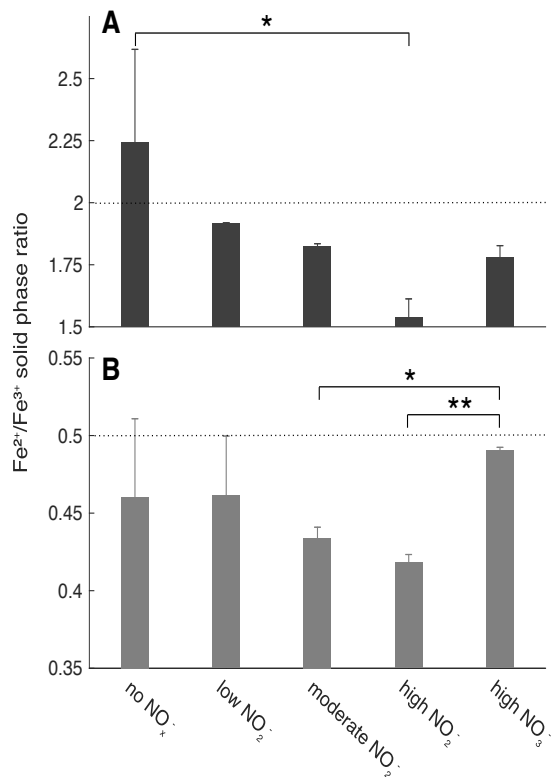 A
*
2.5
2.25
2
1.75
1.5
Fe²⁺/Fe³⁺ solid phase ratio
B
0.55
*
**
0.5
0.45
0.4
0.35
no NOₓ⁻
low NO₂⁻
moderate NO₂⁻
high NO₂⁻
high NO₃⁻